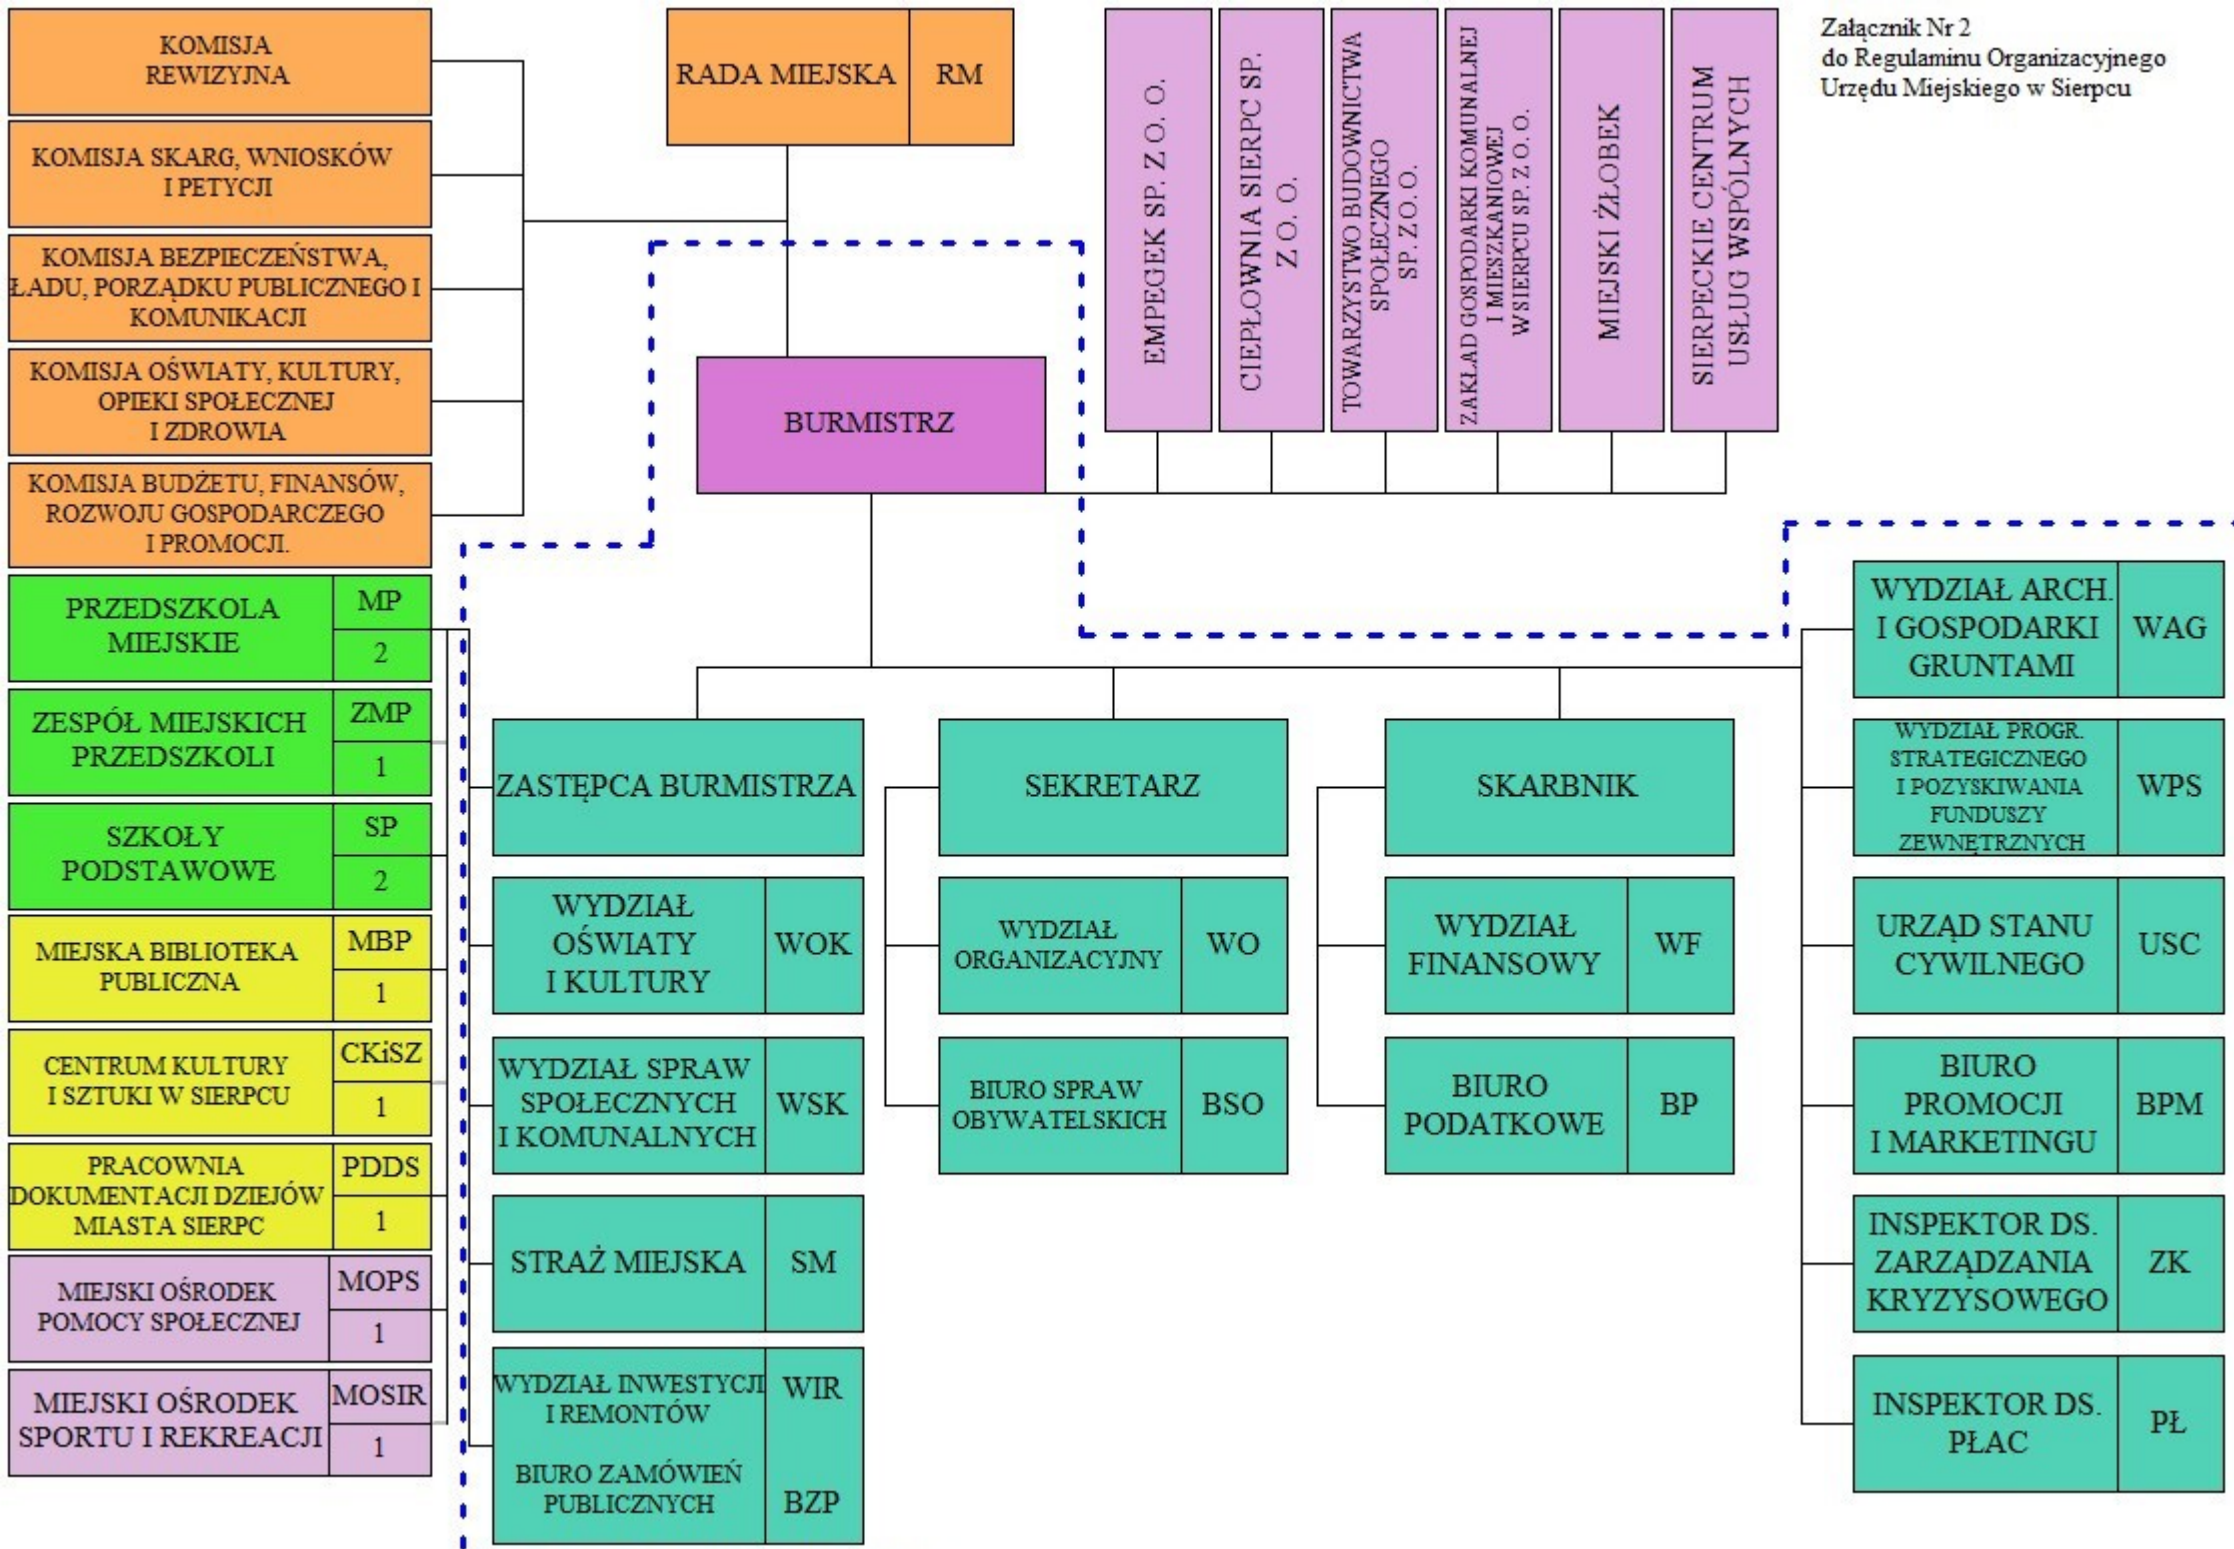 KOMISJA
REWIZYJNA
KOMISJA SKARG, WNIOSKÓW
I PETYCJI
KOMISJA BEZPIECZEŃSTWA,
ŁADU, PORZĄDKU PUBLICZNEGO I
KOMUNIKACJI
KOMISJA OŚWIATY, KULTURY,
OPIEKI SPOŁECZNEJ
I ZDROWIA
KOMISJA BUDŻETU, FINANSÓW,
ROZWOJU GOSPODARCZEGO
I PROMOCJI.
RADA MIEJSKA
RM
BURMISTRZ
EMPEGEK SP. Z O. O.
CIEPŁOWNIA SIERPC SP.
Z O. O.
TOWARZYSTWO BUDOWNICTWA
SPOŁECZNEGO
SP. Z O. O.
ZAKŁAD GOSPODARKI KOMUNALNEJ
I MIESZKANIOWEJ
W SIERPCU SP. Z O. O.
MIEJSKI ŻŁOBEK
SIERPECKIE CENTRUM
USŁUG WSPÓLNYCH
Załącznik Nr 2
do Regulaminu Organizacyjnego
Urzędu Miejskiego w Sierpcu
PRZEDSZKOLA
MIEJSKIE
MP
2
ZESPÓŁ MIEJSKICH
PRZEDSZKOLI
ZMP
1
SZKOŁY
PODSTAWOWE
SP
2
MIEJSKA BIBLIOTEKA
PUBLICZNA
MBP
1
CENTRUM KULTURY
I SZTUKI W SIERPCU
CKiSZ
1
PRACOWNIA
DOKUMENTACJI DZIEJÓW
MIASTA SIERPC
PDDS
1
MIEJSKI OŚRODEK
POMOCY SPOŁECZNEJ
MOPS
1
MIEJSKI OŚRODEK
SPORTU I REKREACJI
MOSIR
1
ZASTĘPCA BURMISTRZA
WYDZIAŁ
OŚWIATY
I KULTURY
WOK
WYDZIAŁ SPRAW
SPOŁECZNYCH
I KOMUNALNYCH
WSK
STRAŻ MIEJSKA
SM
WYDZIAŁ INWESTYCJI
I REMONTÓW
WIR
BIURO ZAMÓWIEŃ
PUBLICZNYCH
BZP
SEKRETARZ
WYDZIAŁ
ORGANIZACYJNY
WO
BIURO SPRAW
OBYWATELSKICH
BSO
SKARBNIK
WYDZIAŁ
FINANSOWY
WF
BIURO
PODATKOWE
BP
WYDZIAŁ ARCH.
I GOSPODARKI
GRUNTAMI
WAG
WYDZIAŁ PROGR.
STRATEGICZNEGO
I POZYSKIWANIA
FUNDUSZY
ZEWNĘTRZNYCH
WPS
URZĄD STANU
CYWILNEGO
USC
BIURO
PROMOCJI
I MARKETINGU
BPM
INSPEKTOR DS.
ZARZĄDZANIA
KRYZYSOWEGO
ZK
INSPEKTOR DS.
PŁAC
PŁ